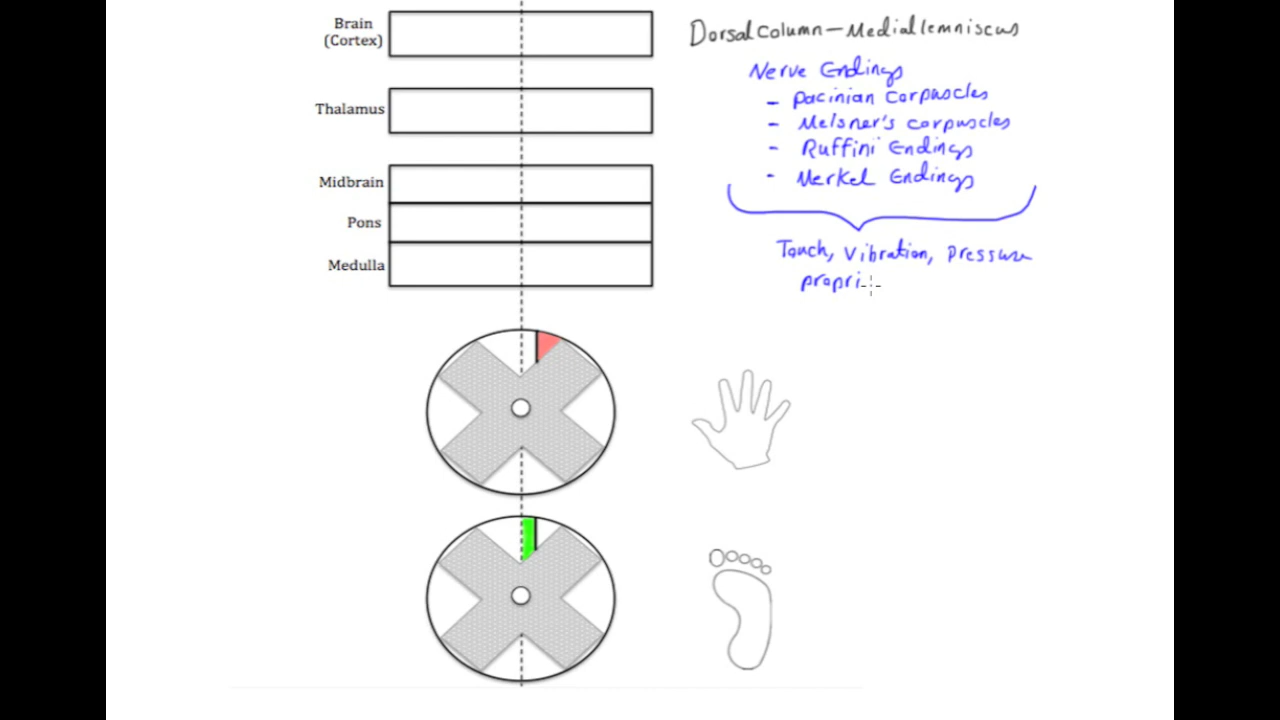 Brain
(Cortex)
Thalamus
Midbrain
Pons
Medulla
Dorsal Column - Medial lemniscus
Nerve Endings
- Pacinian Corpuscles
- Meisner's corpuscles
- Ruffini Endings
- Merkel Endings
Touch, Vibration, Pressure
propri